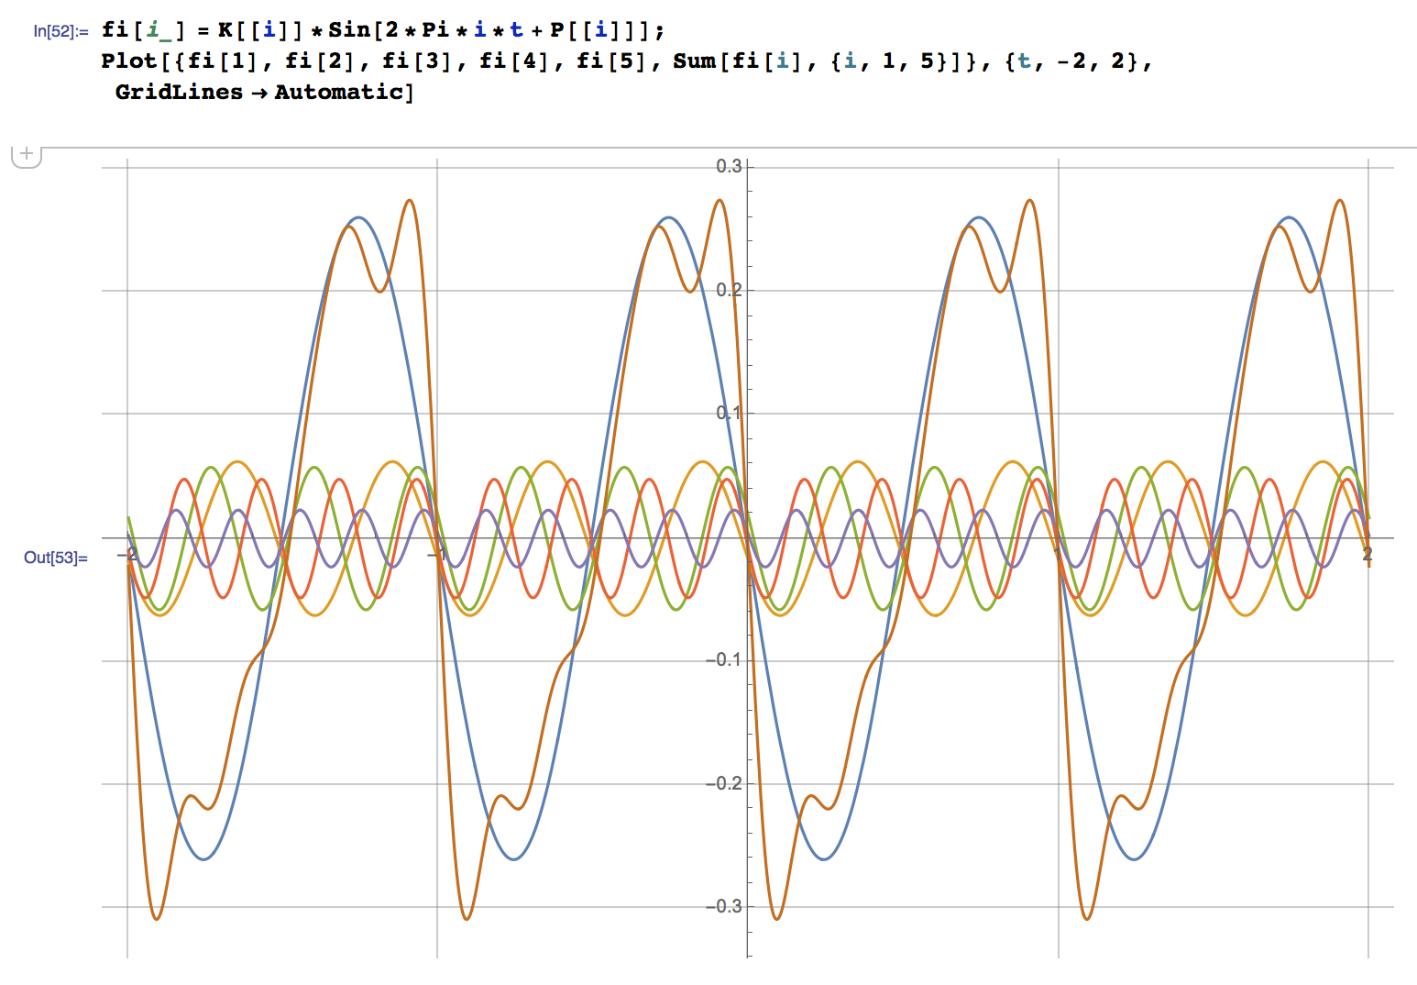 In[52]:= fi[i_] = K[[i]] * Sin[2 * Pi * i * t + P[[i]]];
Plot[{fi[1], fi[2], fi[3], fi[4], fi[5], Sum[fi[i], {i, 1, 5}]}, {t, -2, 2},
GridLines → Automatic]
+
0.3
0.2
0.1
Out[53]= -2 -1 1 2
-0.1
-0.2
-0.3